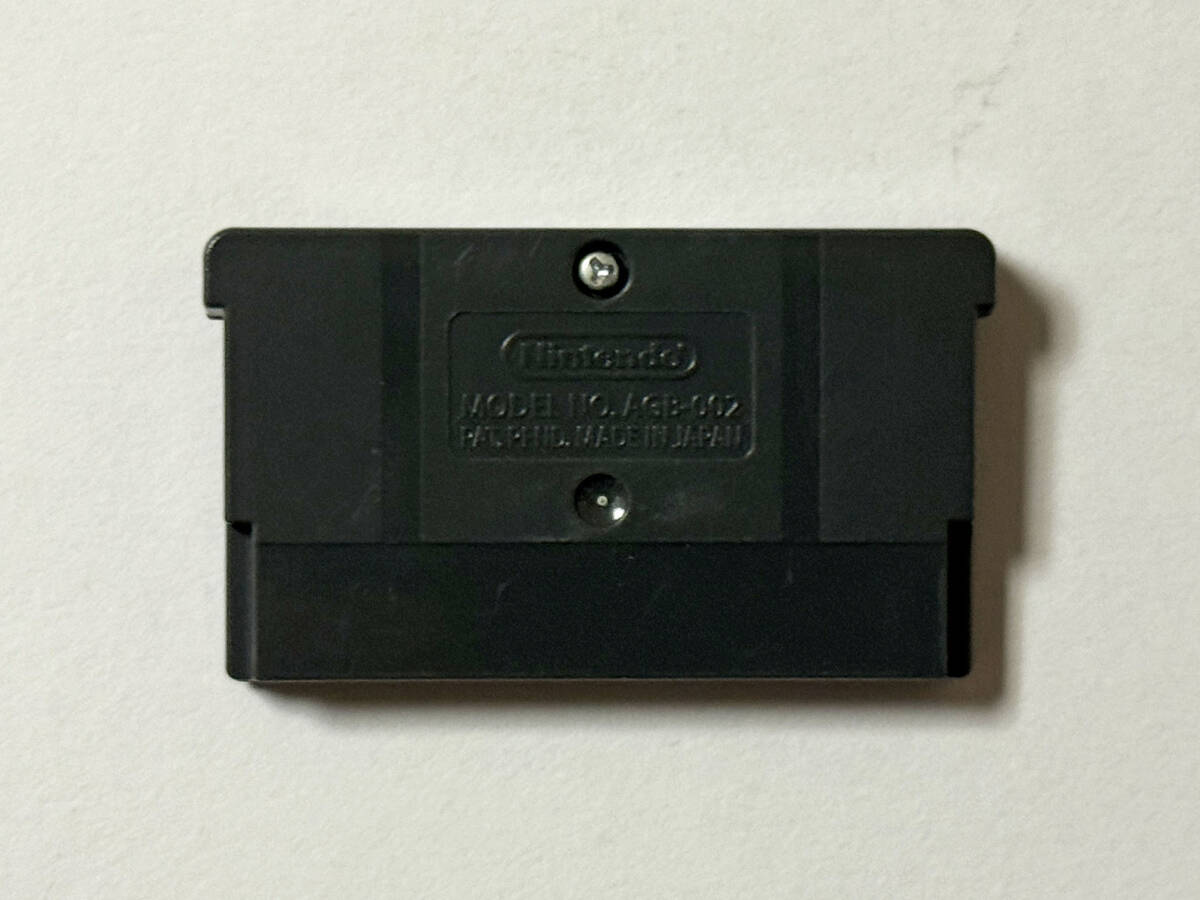 Nintendo
MODEL NO. AGB-002
PAT. PEND. MADE IN JAPAN